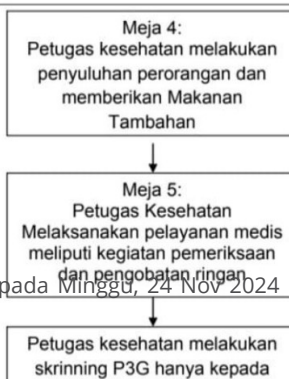 Meja 4:
Petugas kesehatan melakukan
penyuluhan perorangan dan
memberikan Makanan
Tambahan
Meja 5:
Petugas Kesehatan
Melaksanakan pelayanan medis
meliputi kegiatan pemeriksaan
dan pengobatan ringan
pada Minggu, 24 Nov 2024
Petugas kesehatan melakukan
skrinning P3G hanya kepada